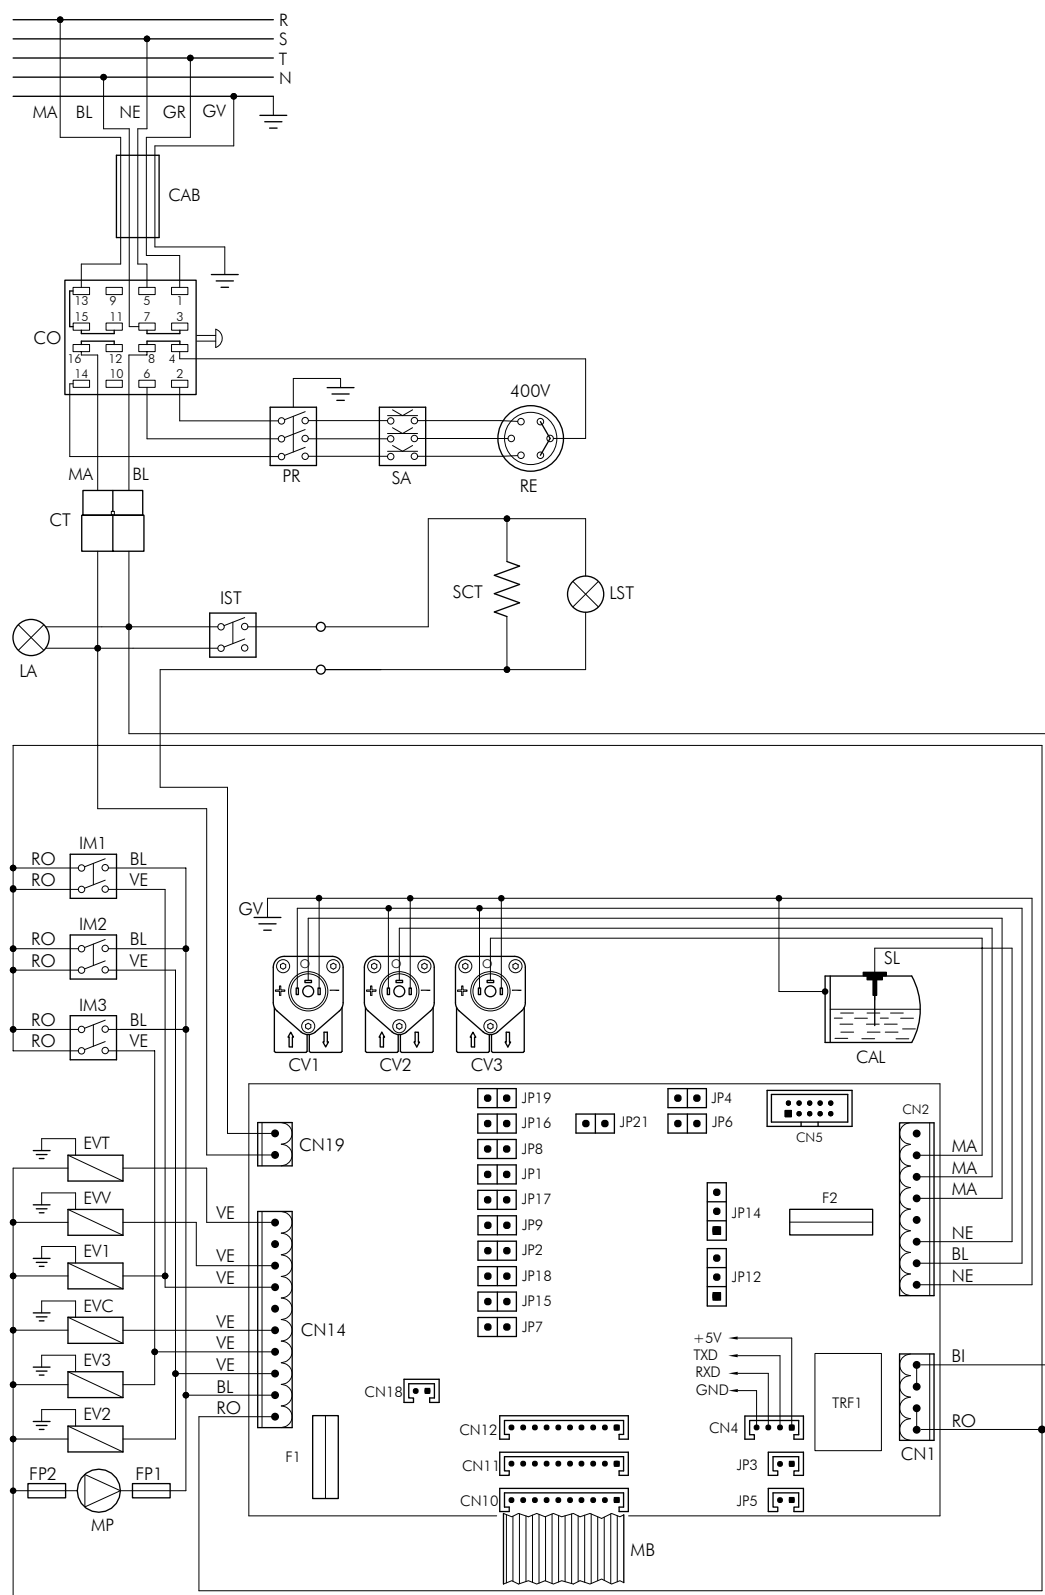 R
S
T
N
MA BL NE GR GV
CAB
13 9 5 1
15 11 7 3
CO
16 12 8 4
14 10 6 2
400V
PR SA RE
MA BL
CT
IST
SCT LST
LA
IM1
RO BL
RO VE
IM2
RO BL
RO VE
IM3
RO BL
RO VE
GV
SL
+ − + − + −
CV1 CV2 CV3 CAL
JP19 JP4
JP16 JP21 JP6 CN5 CN2
CN19 JP8 MA
EVT JP1 MA
EVV VE JP17 JP14 F2 MA
JP9 NE
VE JP2 BL
EV1 VE JP18 JP12 NE
JP15
EVC VE CN14 JP7
+5V
TXD
RXD
GND
EV3 VE BI
VE
BL CN18 TRF1
EV2 RO CN12 CN4 RO
CN1
F1 CN11 JP3
FP2 FP1
MP CN10 JP5
MB